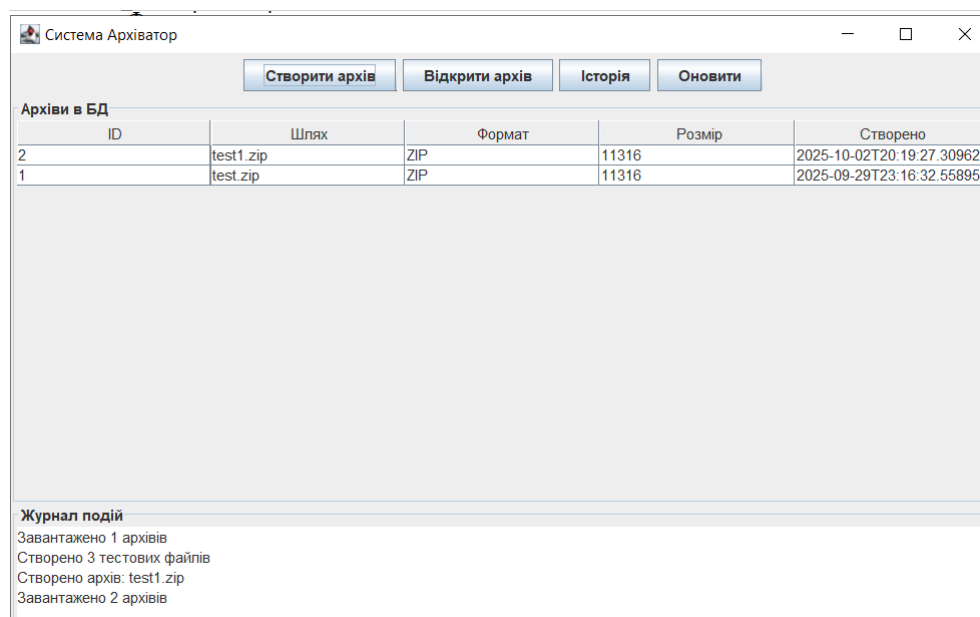 Система Архіватор
Створити архів Відкрити архів Історія Оновити
Архіви в БД
ID Шлях Формат Розмір Створено
2 test1.zip ZIP 11316 2025-10-02T20:19:27.30962
1 test.zip ZIP 11316 2025-09-29T23:16:32.55895
Журнал подій
Завантажено 1 архівів
Створено 3 тестових файлів
Створено архів: test1.zip
Завантажено 2 архівів